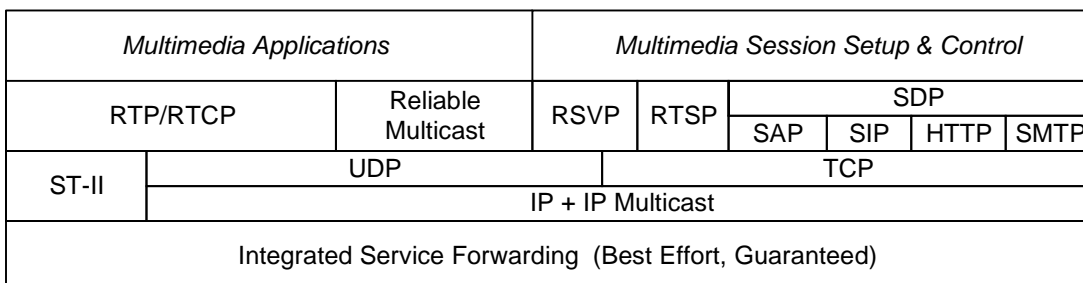 Multimedia Applications
Multimedia Session Setup & Control
RTP/RTCP
Reliable
Multicast
RSVP
RTSP
SDP
SAP
SIP
HTTP
SMTP
ST-II
UDP
TCP
IP + IP Multicast
Integrated Service Forwarding (Best Effort, Guaranteed)